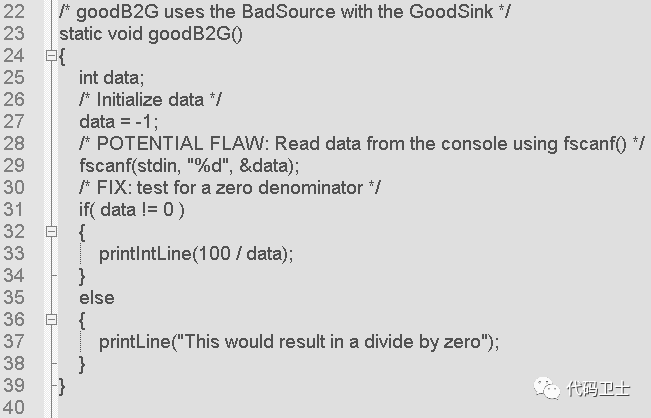 22 /* goodB2G uses the BadSource with the GoodSink */
23 static void goodB2G()
24 {
25 int data;
26 /* Initialize data */
27 data = -1;
28 /* POTENTIAL FLAW: Read data from the console using fscanf() */
29 fscanf(stdin, "%d", &data);
30 /* FIX: test for a zero denominator */
31 if( data != 0 )
32 {
33 printIntLine(100 / data);
34 }
35 else
36 {
37 printLine("This would result in a divide by zero");
38 }
39 }
40
代码卫士